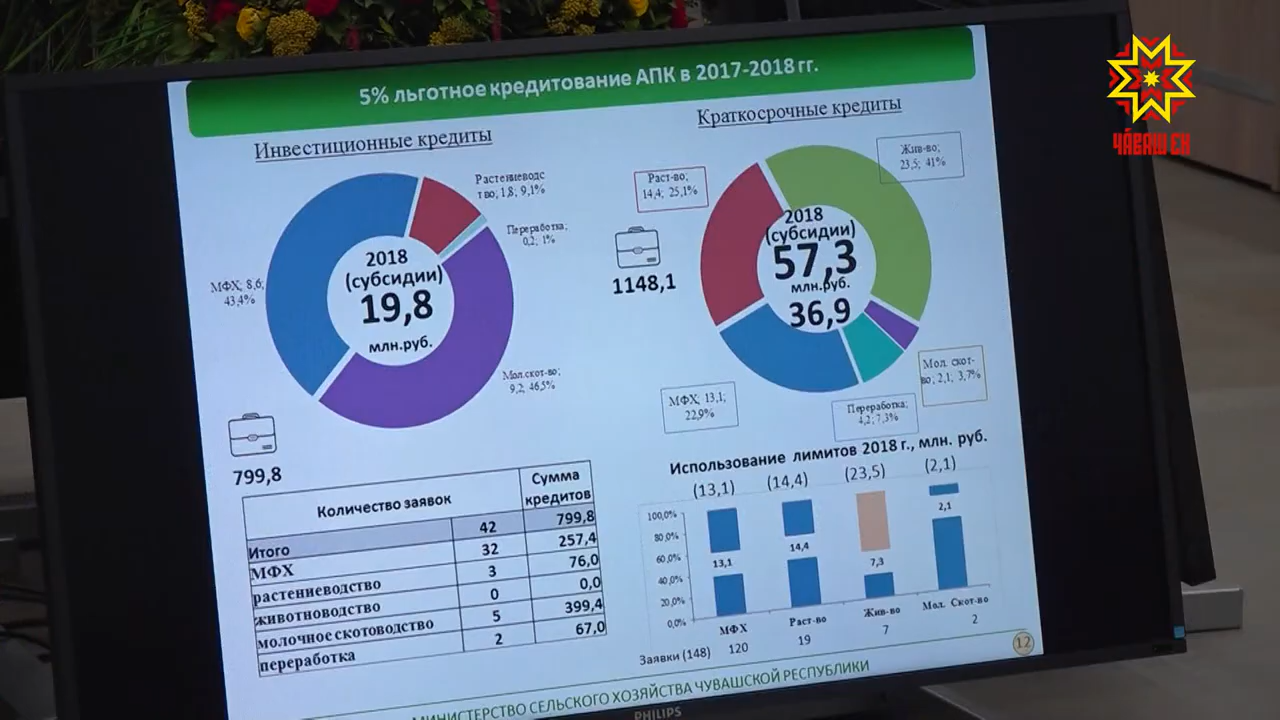 5% льготное кредитование АПК в 2017-2018 гг.
Инвестиционные кредиты
Краткосрочные кредиты
ЧӐВАШ ЕН
Растениеводс
тво; 1,8; 9,1%
Переработка;
0,2; 1%
МФХ; 8,6;
43,4%
2018
(субсидии)
19,8
млн.руб.
Мол.скот-во;
9,2; 46,5%
799,8
Жив-во;
23,5; 41%
Раст-во;
14,4; 25,1%
1148,1
2018
(субсидии)
57,3
млн.руб.
36,9
Мол. скот-
во; 2,1; 3,7%
МФХ; 13,1;
22,9%
Переработка;
4,2; 7,3%
Количество заявок
Сумма
кредитов
Итого 42 799,8
МФХ 32 257,4
растениеводство 3 76,0
животноводство 0 0,0
молочное скотоводство 5 399,4
переработка 2 67,0
Использование лимитов 2018 г., млн. руб.
(13,1) (14,4) (23,5) (2,1)
100,0%
80,0%
60,0%
40,0%
20,0%
0,0%
13,1 14,4 7,3 2,1
МФХ Раст-во Жив-во Мол. Скот-во
Заявки (148) 120 19 7 2
12
МИНИСТЕРСТВО СЕЛЬСКОГО ХОЗЯЙСТВА ЧУВАШСКОЙ РЕСПУБЛИКИ
PHILIPS